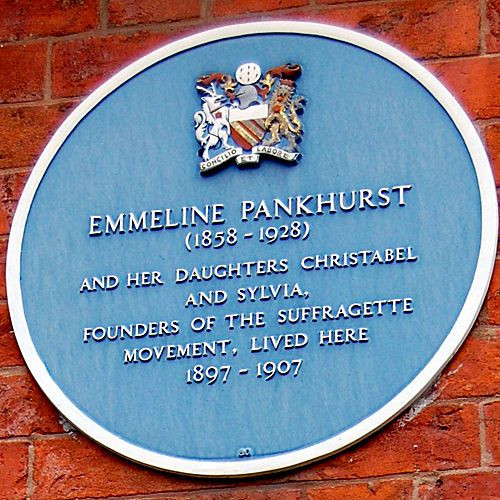 CONCILIO ET LABORE
EMMELINE PANKHURST
(1858 - 1928)
AND HER DAUGHTERS CHRISTABEL
AND SYLVIA,
FOUNDERS OF THE SUFFRAGETTE
MOVEMENT, LIVED HERE
1897 - 1907